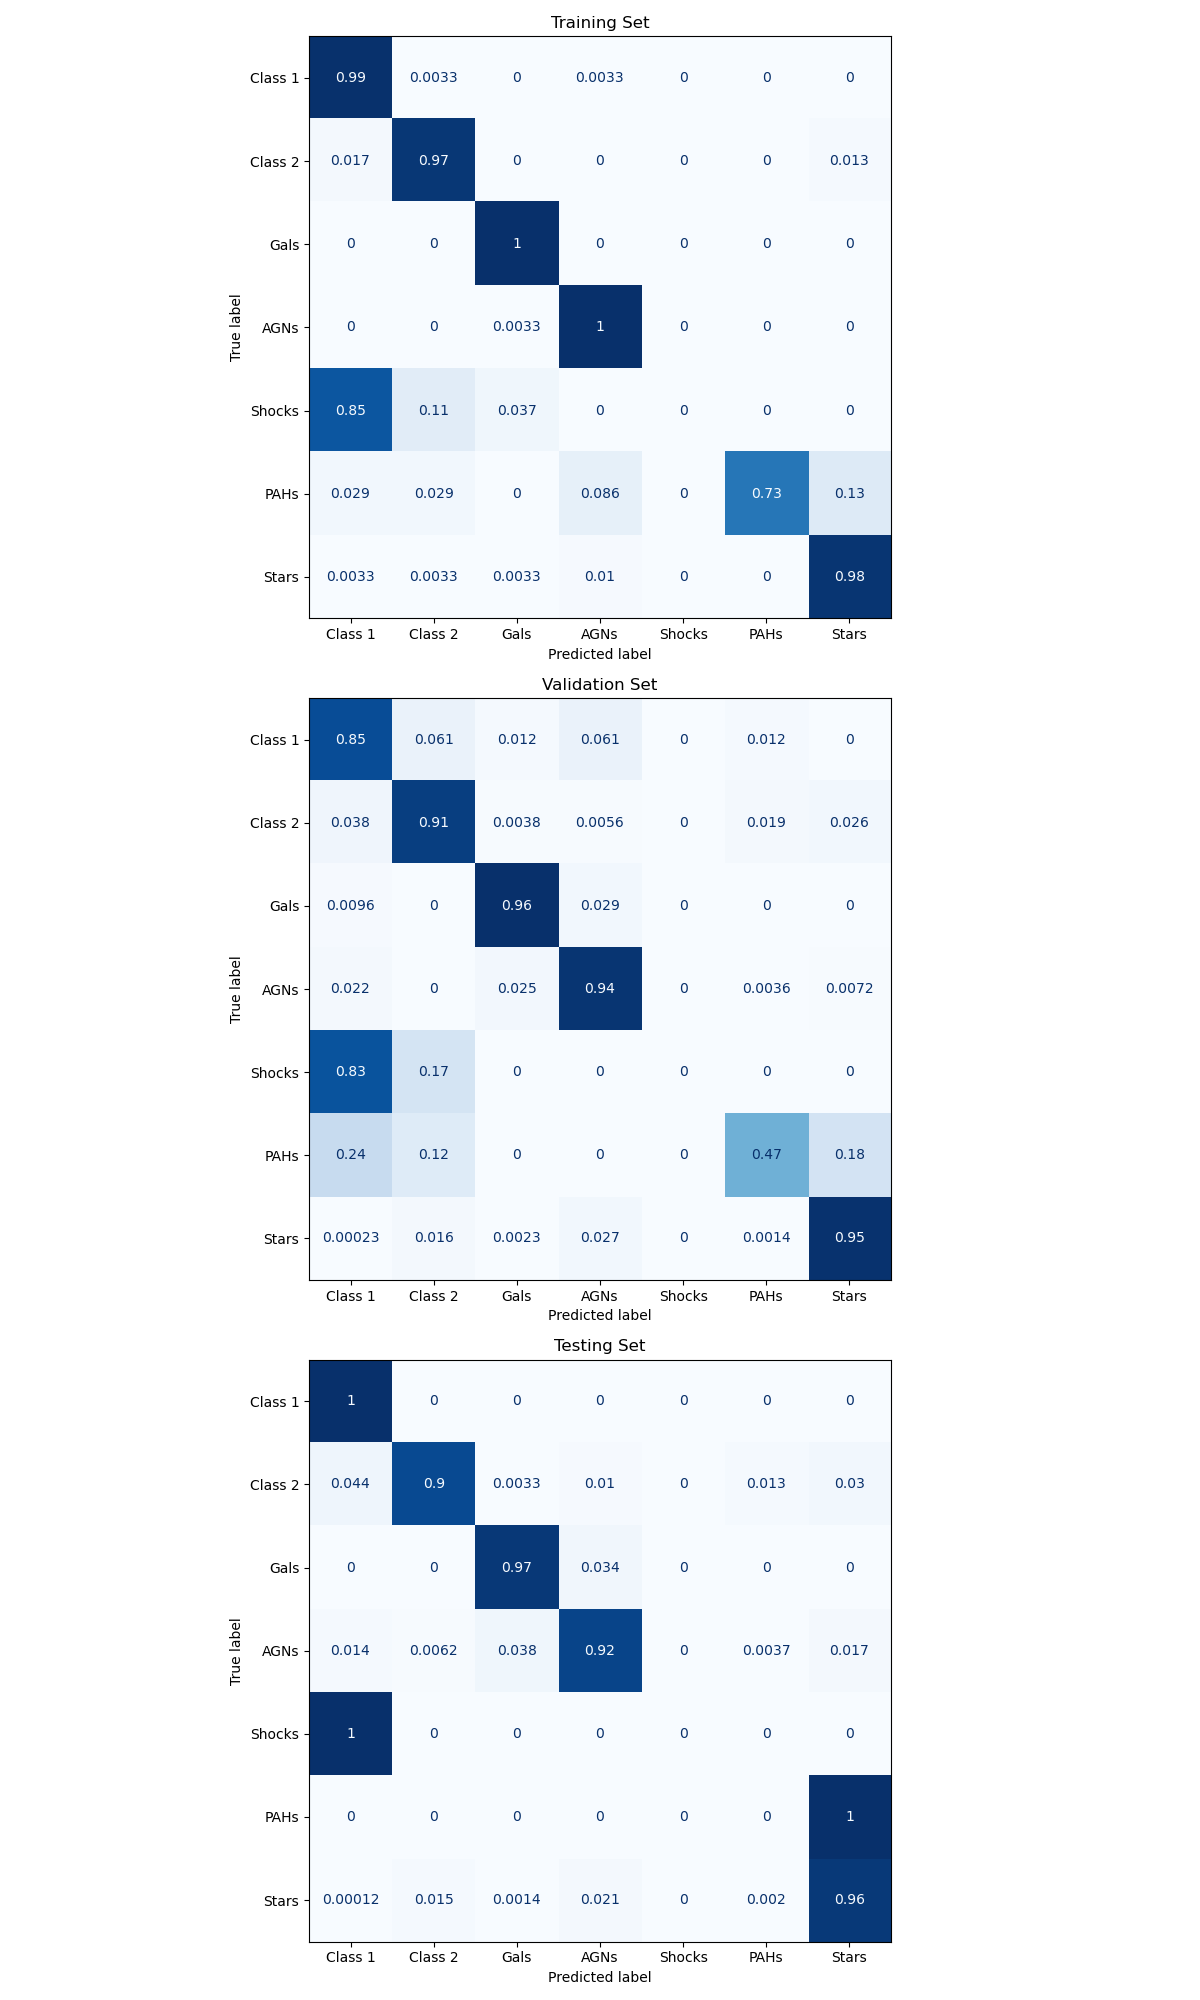 Training Set
Class 1 0.99 0.0033 0 0.0033 0 0 0
Class 2 0.017 0.97 0 0 0 0 0.013
Gals 0 0 1 0 0 0 0
AGNs 0 0 0.0033 1 0 0 0
Shocks 0.85 0.11 0.037 0 0 0 0
PAHs 0.029 0.029 0 0.086 0 0.73 0.13
Stars 0.0033 0.0033 0.0033 0.01 0 0 0.98
True label
Class 1 Class 2 Gals AGNs Shocks PAHs Stars
Predicted label
Validation Set
Class 1 0.85 0.061 0.012 0.061 0 0.012 0
Class 2 0.038 0.91 0.0038 0.0056 0 0.019 0.026
Gals 0.0096 0 0.96 0.029 0 0 0
AGNs 0.022 0 0.025 0.94 0 0.0036 0.0072
Shocks 0.83 0.17 0 0 0 0 0
PAHs 0.24 0.12 0 0 0 0.47 0.18
Stars 0.00023 0.016 0.0023 0.027 0 0.0014 0.95
True label
Class 1 Class 2 Gals AGNs Shocks PAHs Stars
Predicted label
Testing Set
Class 1 1 0 0 0 0 0 0
Class 2 0.044 0.9 0.0033 0.01 0 0.013 0.03
Gals 0 0 0.97 0.034 0 0 0
AGNs 0.014 0.0062 0.038 0.92 0 0.0037 0.017
Shocks 1 0 0 0 0 0 0
PAHs 0 0 0 0 0 0 1
Stars 0.00012 0.015 0.0014 0.021 0 0.002 0.96
True label
Class 1 Class 2 Gals AGNs Shocks PAHs Stars
Predicted label